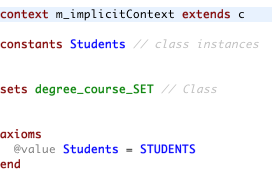 context m_implicitContext extends c
constants Students // class instances
sets degree_course_SET // Class
axioms
@value Students = STUDENTS
end